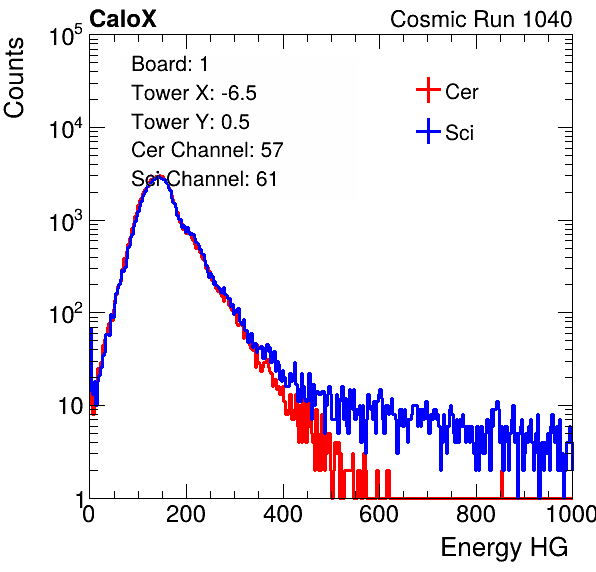 CaloX Cosmic Run 1040
Counts
10^5
10^4
10^3
10^2
10
1
Board: 1
Tower X: -6.5
Tower Y: 0.5
Cer Channel: 57
Sci Channel: 61
Cer
Sci
0 200 400 600 800 1000
Energy HG